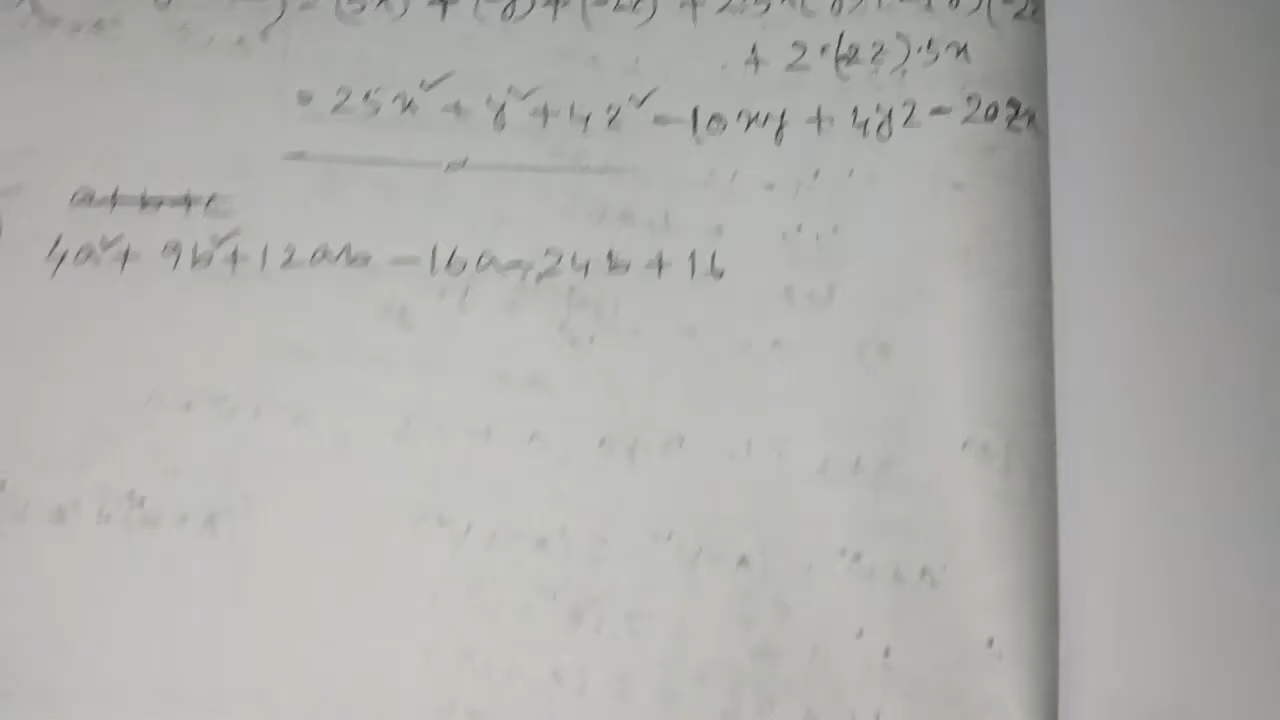 + 2·(-2z)·5x
= 25x² + y² + 4z² - 10xy + 4yz - 20zx
a+b+c
4a² + 9b² + 12ab - 16a - 24b + 16